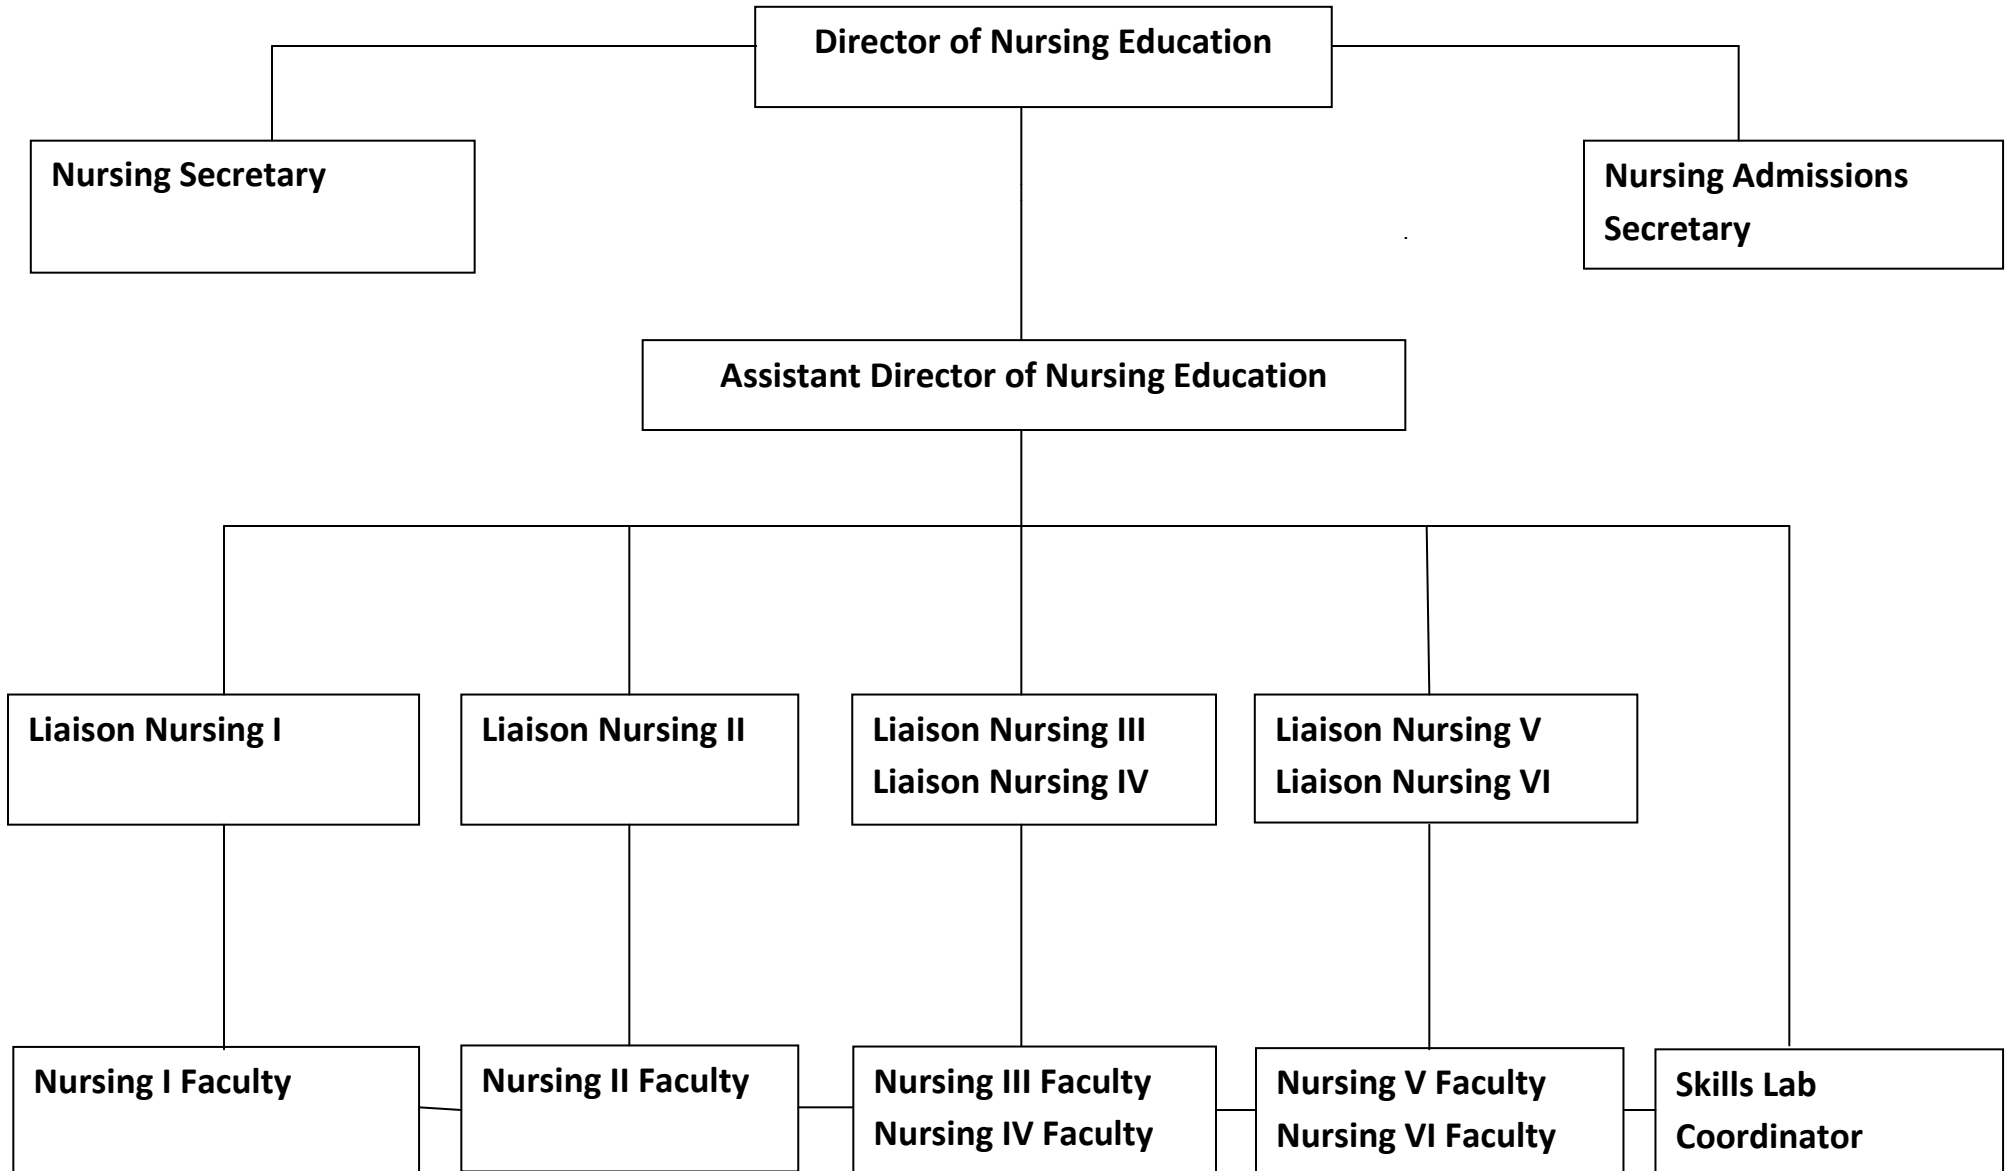 Director of Nursing Education
Nursing Secretary
Nursing Admissions
Secretary
Assistant Director of Nursing Education
Liaison Nursing I
Liaison Nursing II
Liaison Nursing III
Liaison Nursing IV
Liaison Nursing V
Liaison Nursing VI
Nursing I Faculty
Nursing II Faculty
Nursing III Faculty
Nursing IV Faculty
Nursing V Faculty
Nursing VI Faculty
Skills Lab
Coordinator